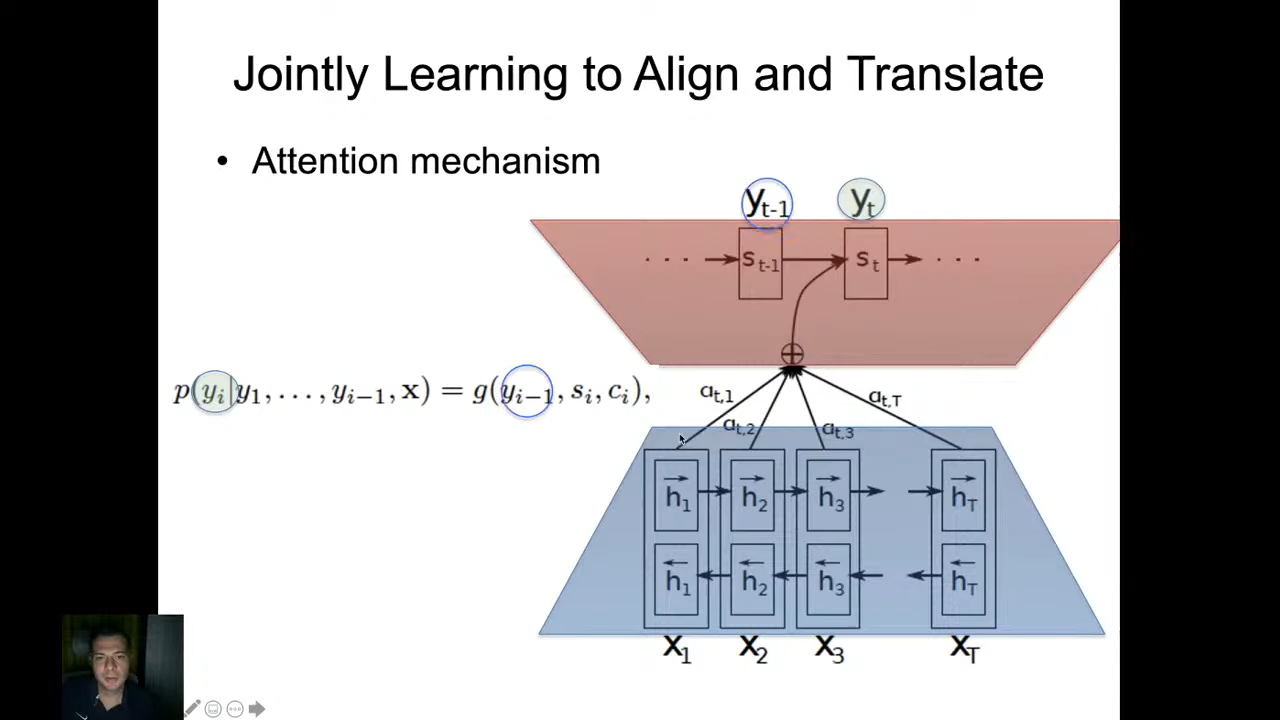 Jointly Learning to Align and Translate
• Attention mechanism
y_{t-1} y_t
. . . s_{t-1} s_t . . .
p(y_i|y_1, . . . , y_{i−1}, x) = g(y_{i−1}, s_i, c_i),
a_{t,1} a_{t,2} a_{t,3} a_{t,T}
→h_1 →h_2 →h_3 →h_T
←h_1 ←h_2 ←h_3 ←h_T
x_1 x_2 x_3 x_T